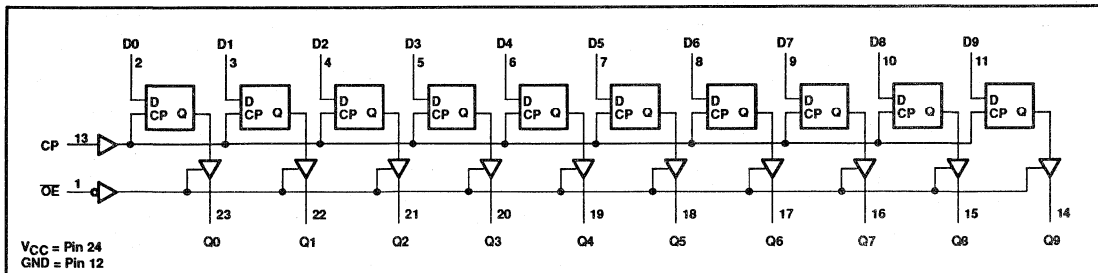 D0 D1 D2 D3 D4 D5 D6 D7 D8 D9
2 3 4 5 6 7 8 9 10 11
D Q D Q D Q D Q D Q D Q D Q D Q D Q D Q
CP CP CP CP CP CP CP CP CP CP
CP 13
OE 1
23 22 21 20 19 18 17 16 15 14
Q0 Q1 Q2 Q3 Q4 Q5 Q6 Q7 Q8 Q9
VCC = Pin 24
GND = Pin 12